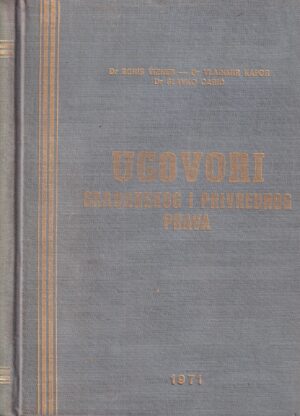 Dr BORIS VIZNER — Dr VLADIMIR KAPOR
Dr SLAVKO CARIĆ
UGOVORI
GRAĐANSKOG I PRIVREDNOG
PRAVA
1971